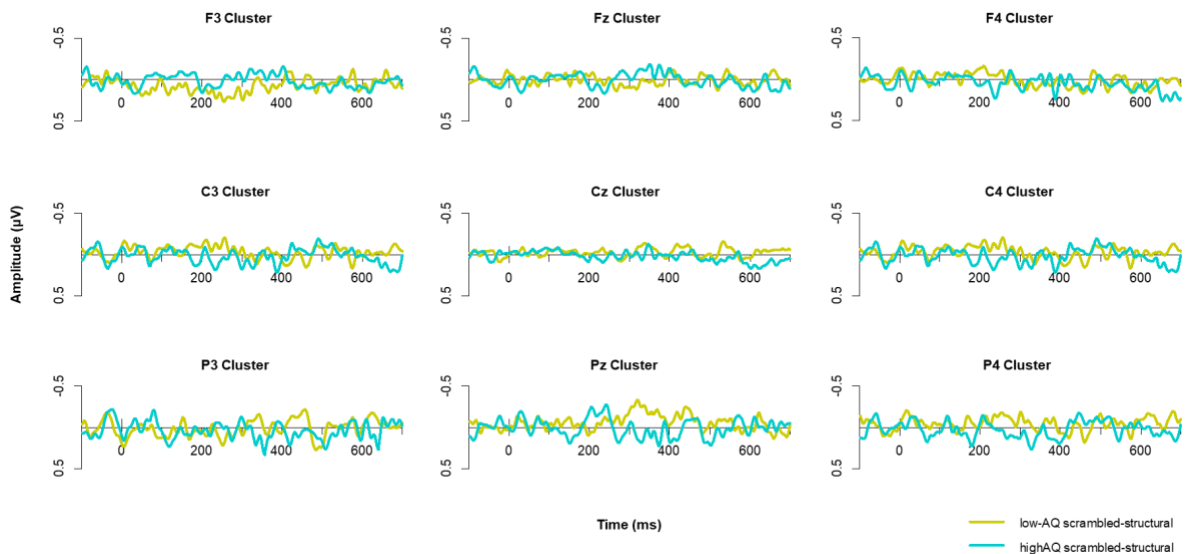 F3 Cluster
Fz Cluster
F4 Cluster
-0.5
0.5
0 200 400 600
-0.5
0.5
0 200 400 600
-0.5
0.5
0 200 400 600
C3 Cluster
Cz Cluster
C4 Cluster
Amplitude (µV)
-0.5
0.5
0 200 400 600
-0.5
0.5
0 200 400 600
-0.5
0.5
0 200 400 600
P3 Cluster
Pz Cluster
P4 Cluster
-0.5
0.5
0 200 400 600
-0.5
0.5
0 200 400 600
-0.5
0.5
0 200 400 600
Time (ms)
low-AQ scrambled-structural
highAQ scrambled-structural